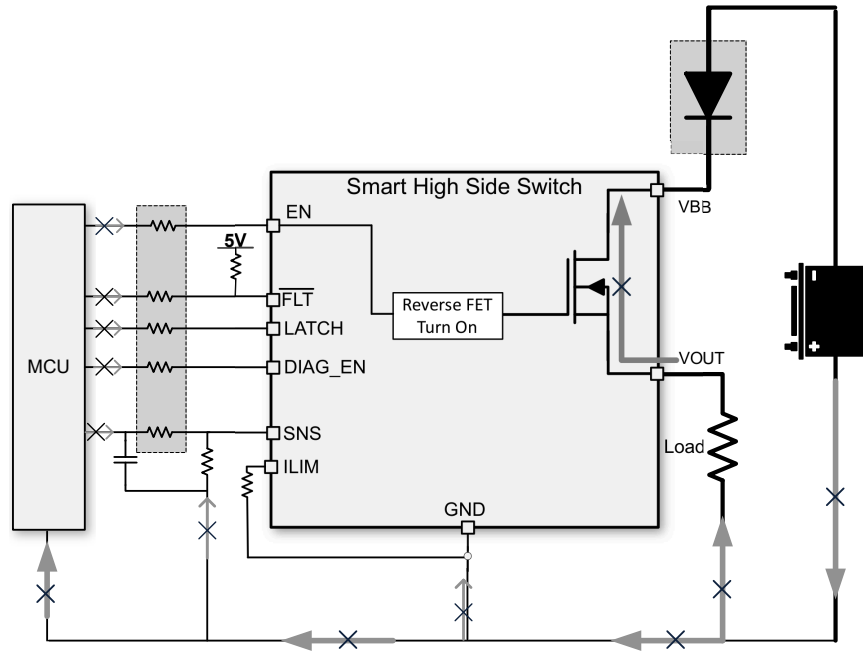 Smart High Side Switch
VBB
EN
5V
FLT
LATCH
DIAG_EN
SNS
ILIM
GND
MCU
Reverse FET
Turn On
VOUT
Load
-
+